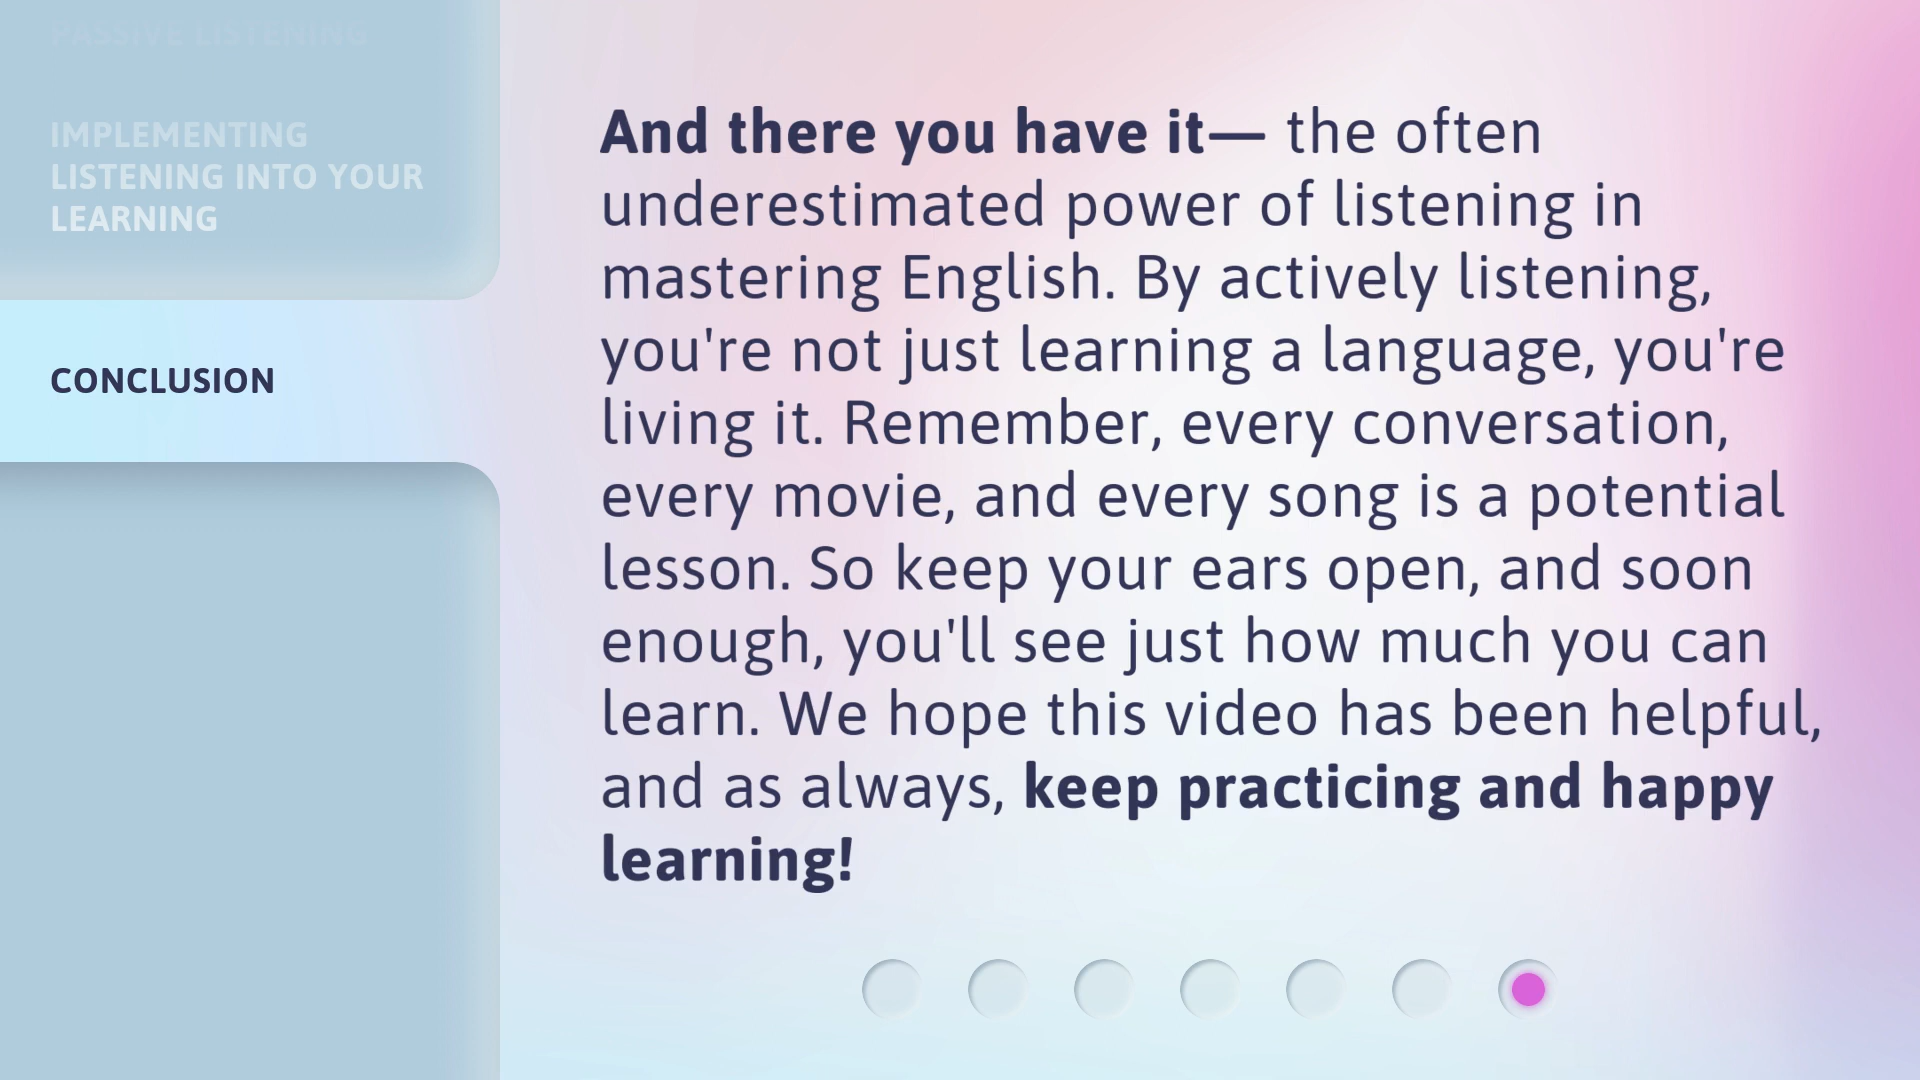 PASSIVE LISTENING
IMPLEMENTING
LISTENING INTO YOUR
LEARNING
CONCLUSION
And there you have it— the often
underestimated power of listening in
mastering English. By actively listening,
you're not just learning a language, you're
living it. Remember, every conversation,
every movie, and every song is a potential
lesson. So keep your ears open, and soon
enough, you'll see just how much you can
learn. We hope this video has been helpful,
and as always, keep practicing and happy
learning!